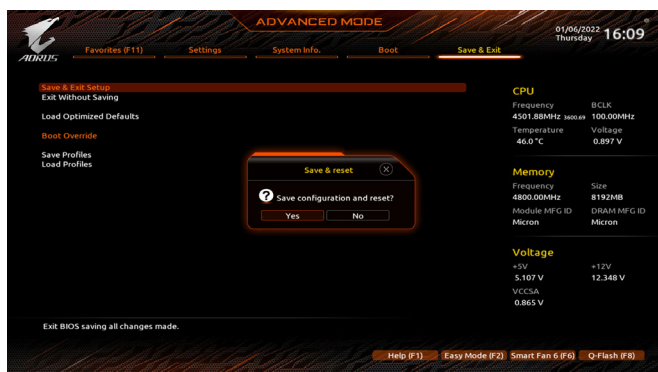 ADVANCED MODE
01/06/2022 Thursday 16:09
AORUS
Favorites (F11) Settings System Info. Boot Save & Exit
Save & Exit Setup
Exit Without Saving
Load Optimized Defaults
Boot Override
Save Profiles
Load Profiles
Save & reset
Save configuration and reset?
Yes No
CPU
Frequency BCLK
4501.88MHz 3600.69 100.00MHz
Temperature Voltage
46.0 °C 0.897 V
Memory
Frequency Size
4800.00MHz 8192MB
Module MFG ID DRAM MFG ID
Micron Micron
Voltage
+5V +12V
5.107 V 12.348 V
VCCSA
0.865 V
Exit BIOS saving all changes made.
Help (F1) Easy Mode (F2) Smart Fan 6 (F6) Q-Flash (F8)